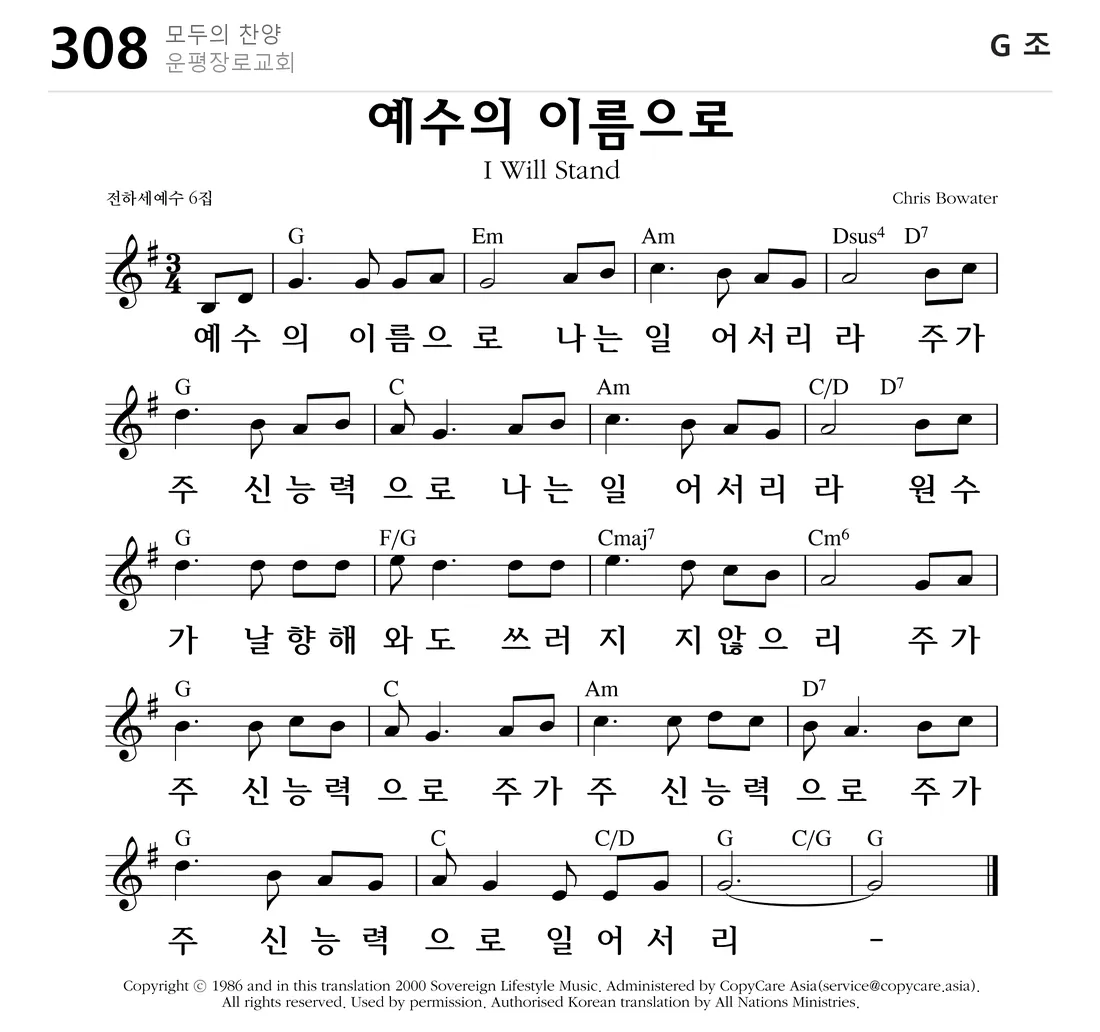 308 모두의 찬양
운평장로교회
G 조
예수의 이름으로
I Will Stand
전하세예수 6집 Chris Bowater
G Em Am Dsus4 D7
예수의 이름으로 나는일 어서리라 주가
G C Am C/D D7
주 신능력으로 나는일 어서리라 원수
G F/G Cmaj7 Cm6
가 날향해와도 쓰러지 지않으리 주가
G C Am D7
주 신능력으로 주가주 신능력으로 주가
G C C/D G C/G G
주 신능력으로 일어서리 -
Copyright ⓒ 1986 and in this translation 2000 Sovereign Lifestyle Music. Administered by CopyCare Asia(service@copycare.asia).
All rights reserved. Used by permission. Authorised Korean translation by All Nations Ministries.